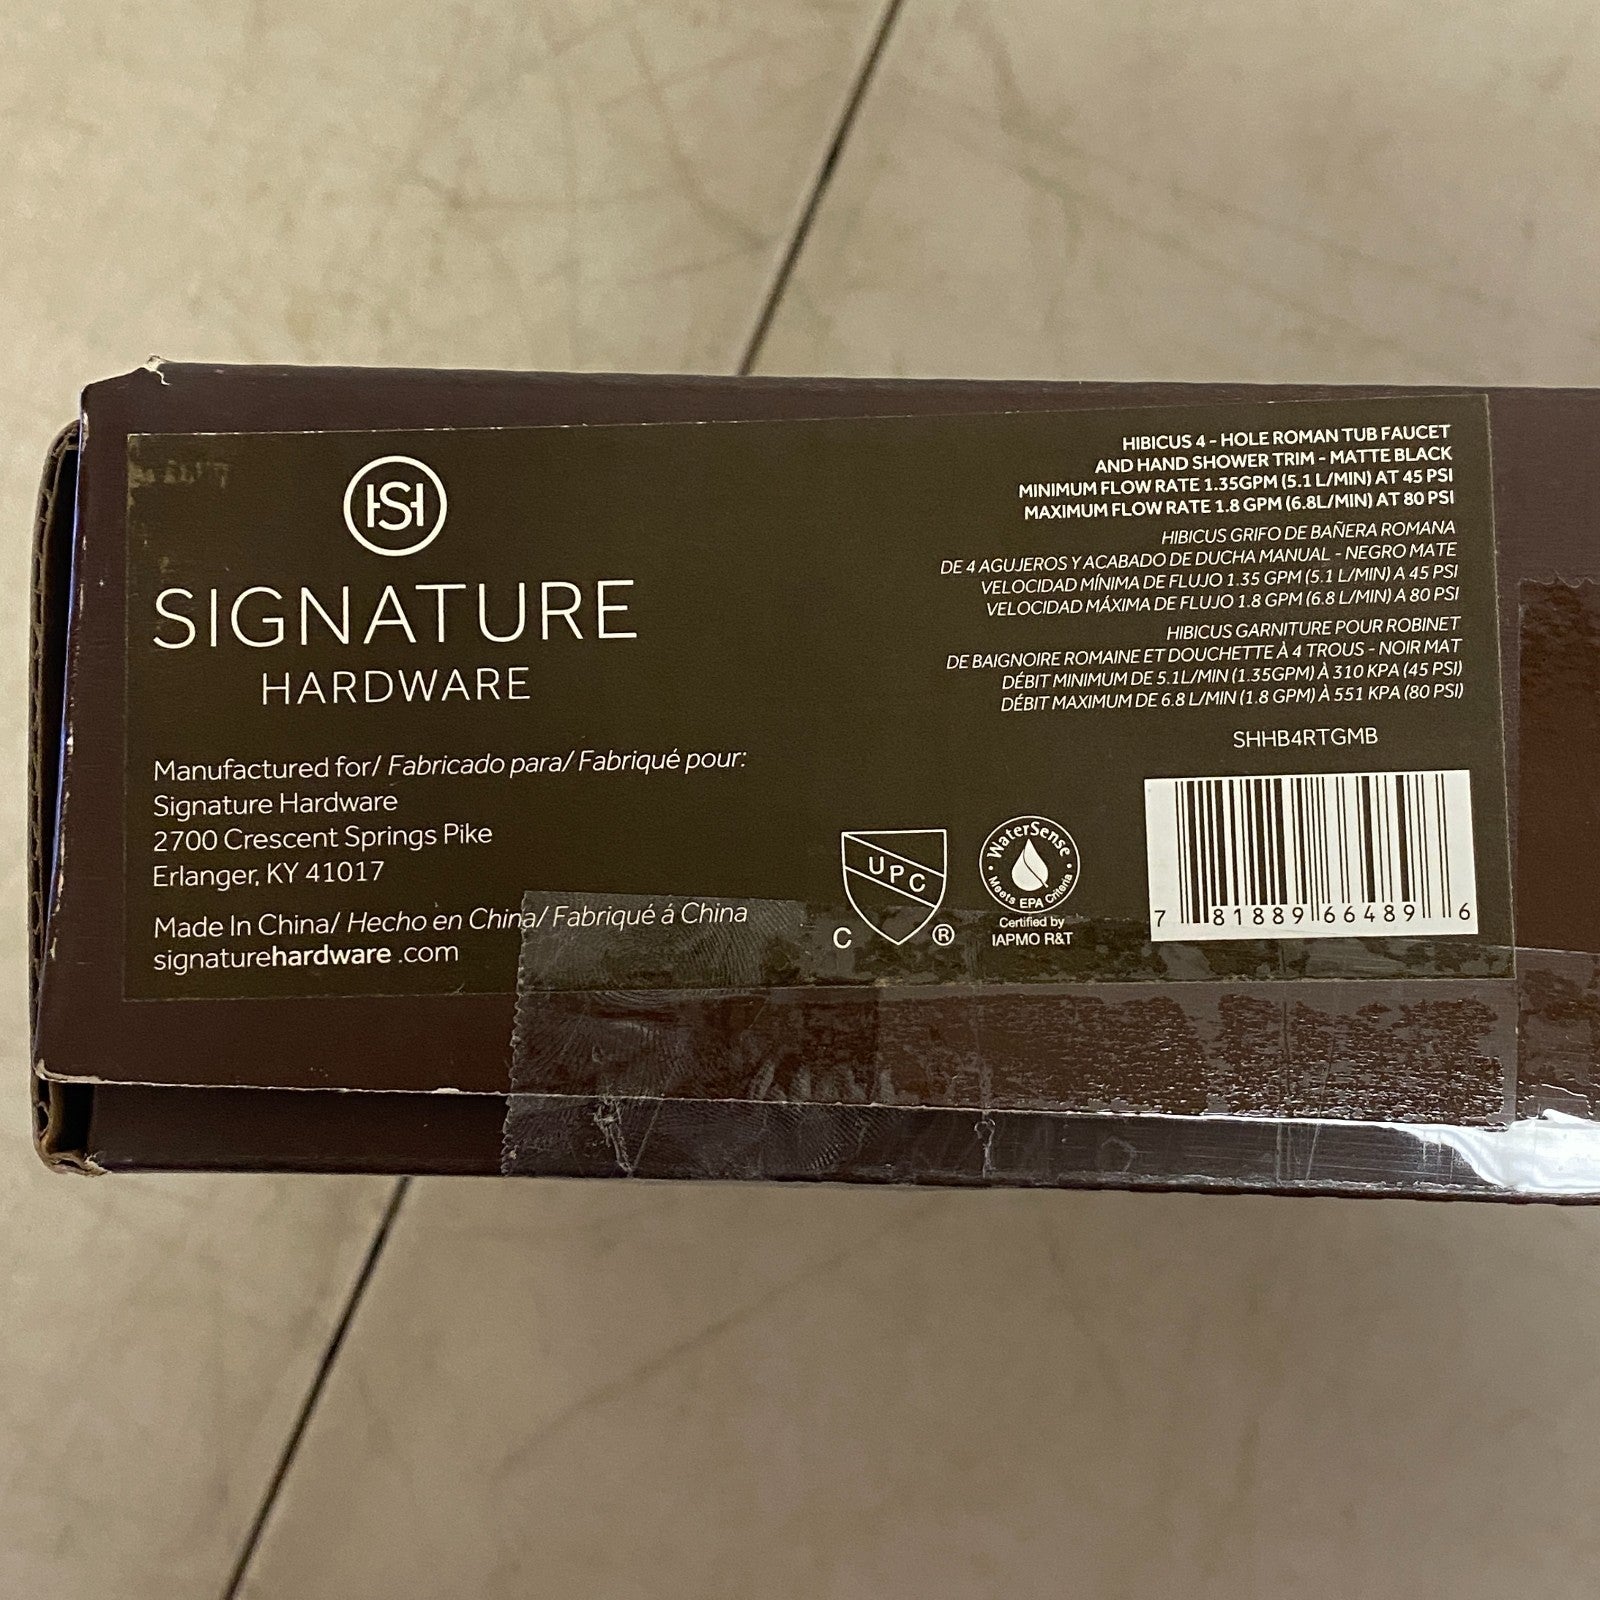 HS
SIGNATURE
HARDWARE
Manufactured for/ Fabricado para/ Fabriqué pour:
Signature Hardware
2700 Crescent Springs Pike
Erlanger, KY 41017
Made In China/ Hecho en China/ Fabriqué á China
signaturehardware .com
HIBICUS 4 - HOLE ROMAN TUB FAUCET
AND HAND SHOWER TRIM - MATTE BLACK
MINIMUM FLOW RATE 1.35GPM (5.1 L/MIN) AT 45 PSI
MAXIMUM FLOW RATE 1.8 GPM (6.8L/MIN) AT 80 PSI
HIBICUS GRIFO DE BAÑERA ROMANA
DE 4 AGUJEROS Y ACABADO DE DUCHA MANUAL - NEGRO MATE
VELOCIDAD MÍNIMA DE FLUJO 1.35 GPM (5.1 L/MIN) A 45 PSI
VELOCIDAD MÁXIMA DE FLUJO 1.8 GPM (6.8 L/MIN) A 80 PSI
HIBICUS GARNITURE POUR ROBINET
DE BAIGNOIRE ROMAINE ET DOUCHETTE À 4 TROUS - NOIR MAT
DÉBIT MINIMUM DE 5.1L/MIN (1.35GPM) À 310 KPA (45 PSI)
DÉBIT MAXIMUM DE 6.8 L/MIN (1.8 GPM) À 551 KPA (80 PSI)
SHHB4RTGMB
UPC
C ®
WaterSense
Meets EPA Criteria
Certified by
IAPMO R&T
7 81889 66489 6